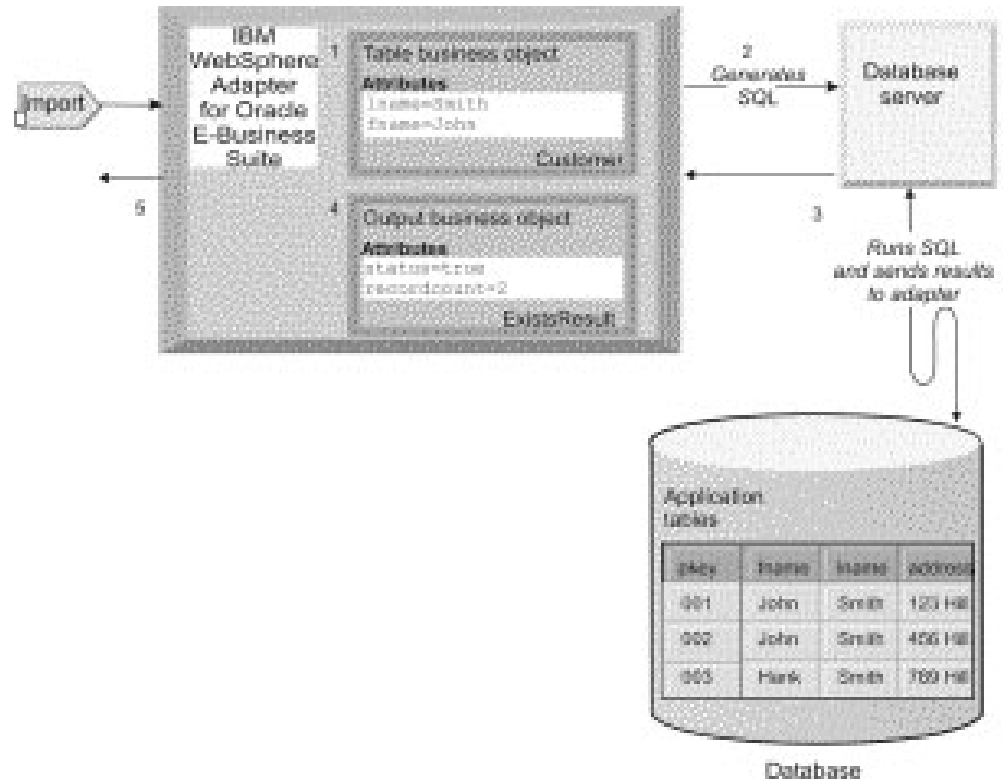 import
IBM
WebSphere
Adapter
for Oracle
E-Business
Suite
1
Table business object
Attributes
lname=Smith
fname=John
Customer
2
Generates
SQL
Database
server
5
4
Output business object
Attributes
status=true
recordcount=2
ExistsResult
3
Runs SQL
and sends results
to adapter
Application
tables
pkey fname lname address
001 John Smith 123 Hill
002 John Smith 456 Hill
003 Hank Smith 789 Hill
Database